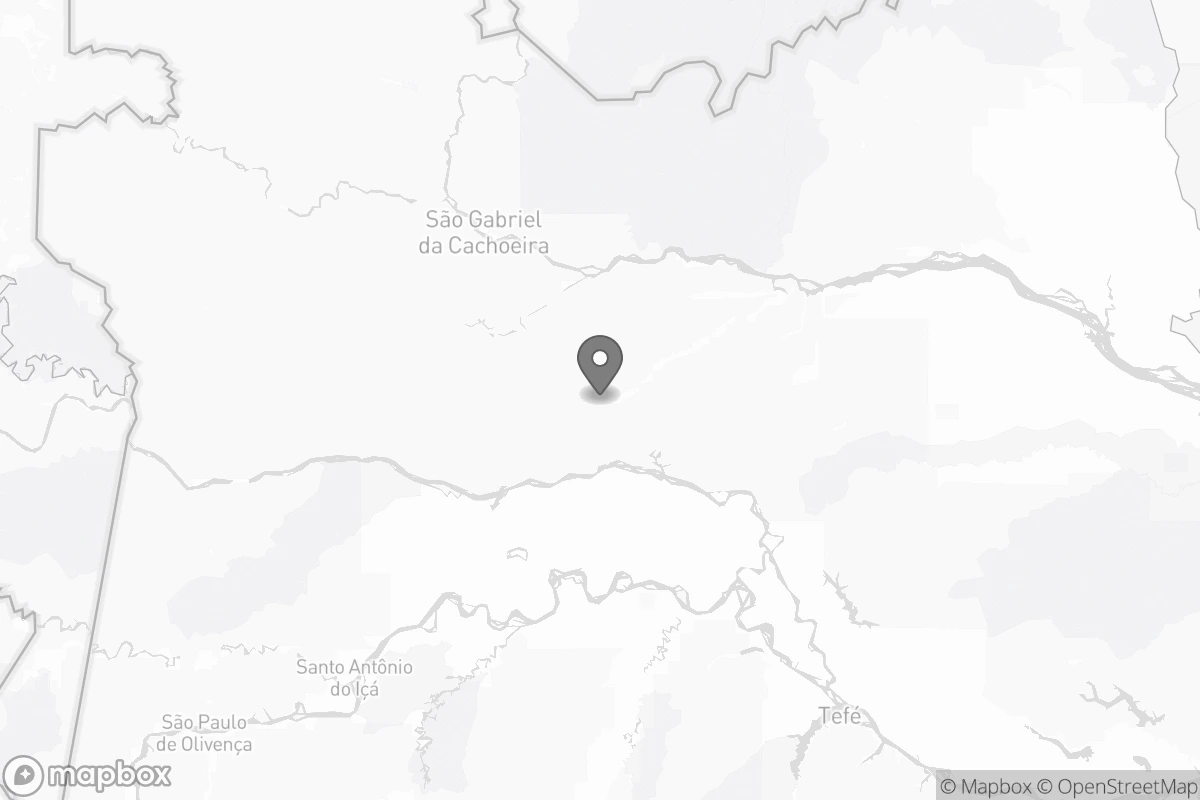 São Gabriel
da Cachoeira
Santo Antônio
do Içá
São Paulo
de Olivença
Tefé
mapbox
© Mapbox © OpenStreetMap